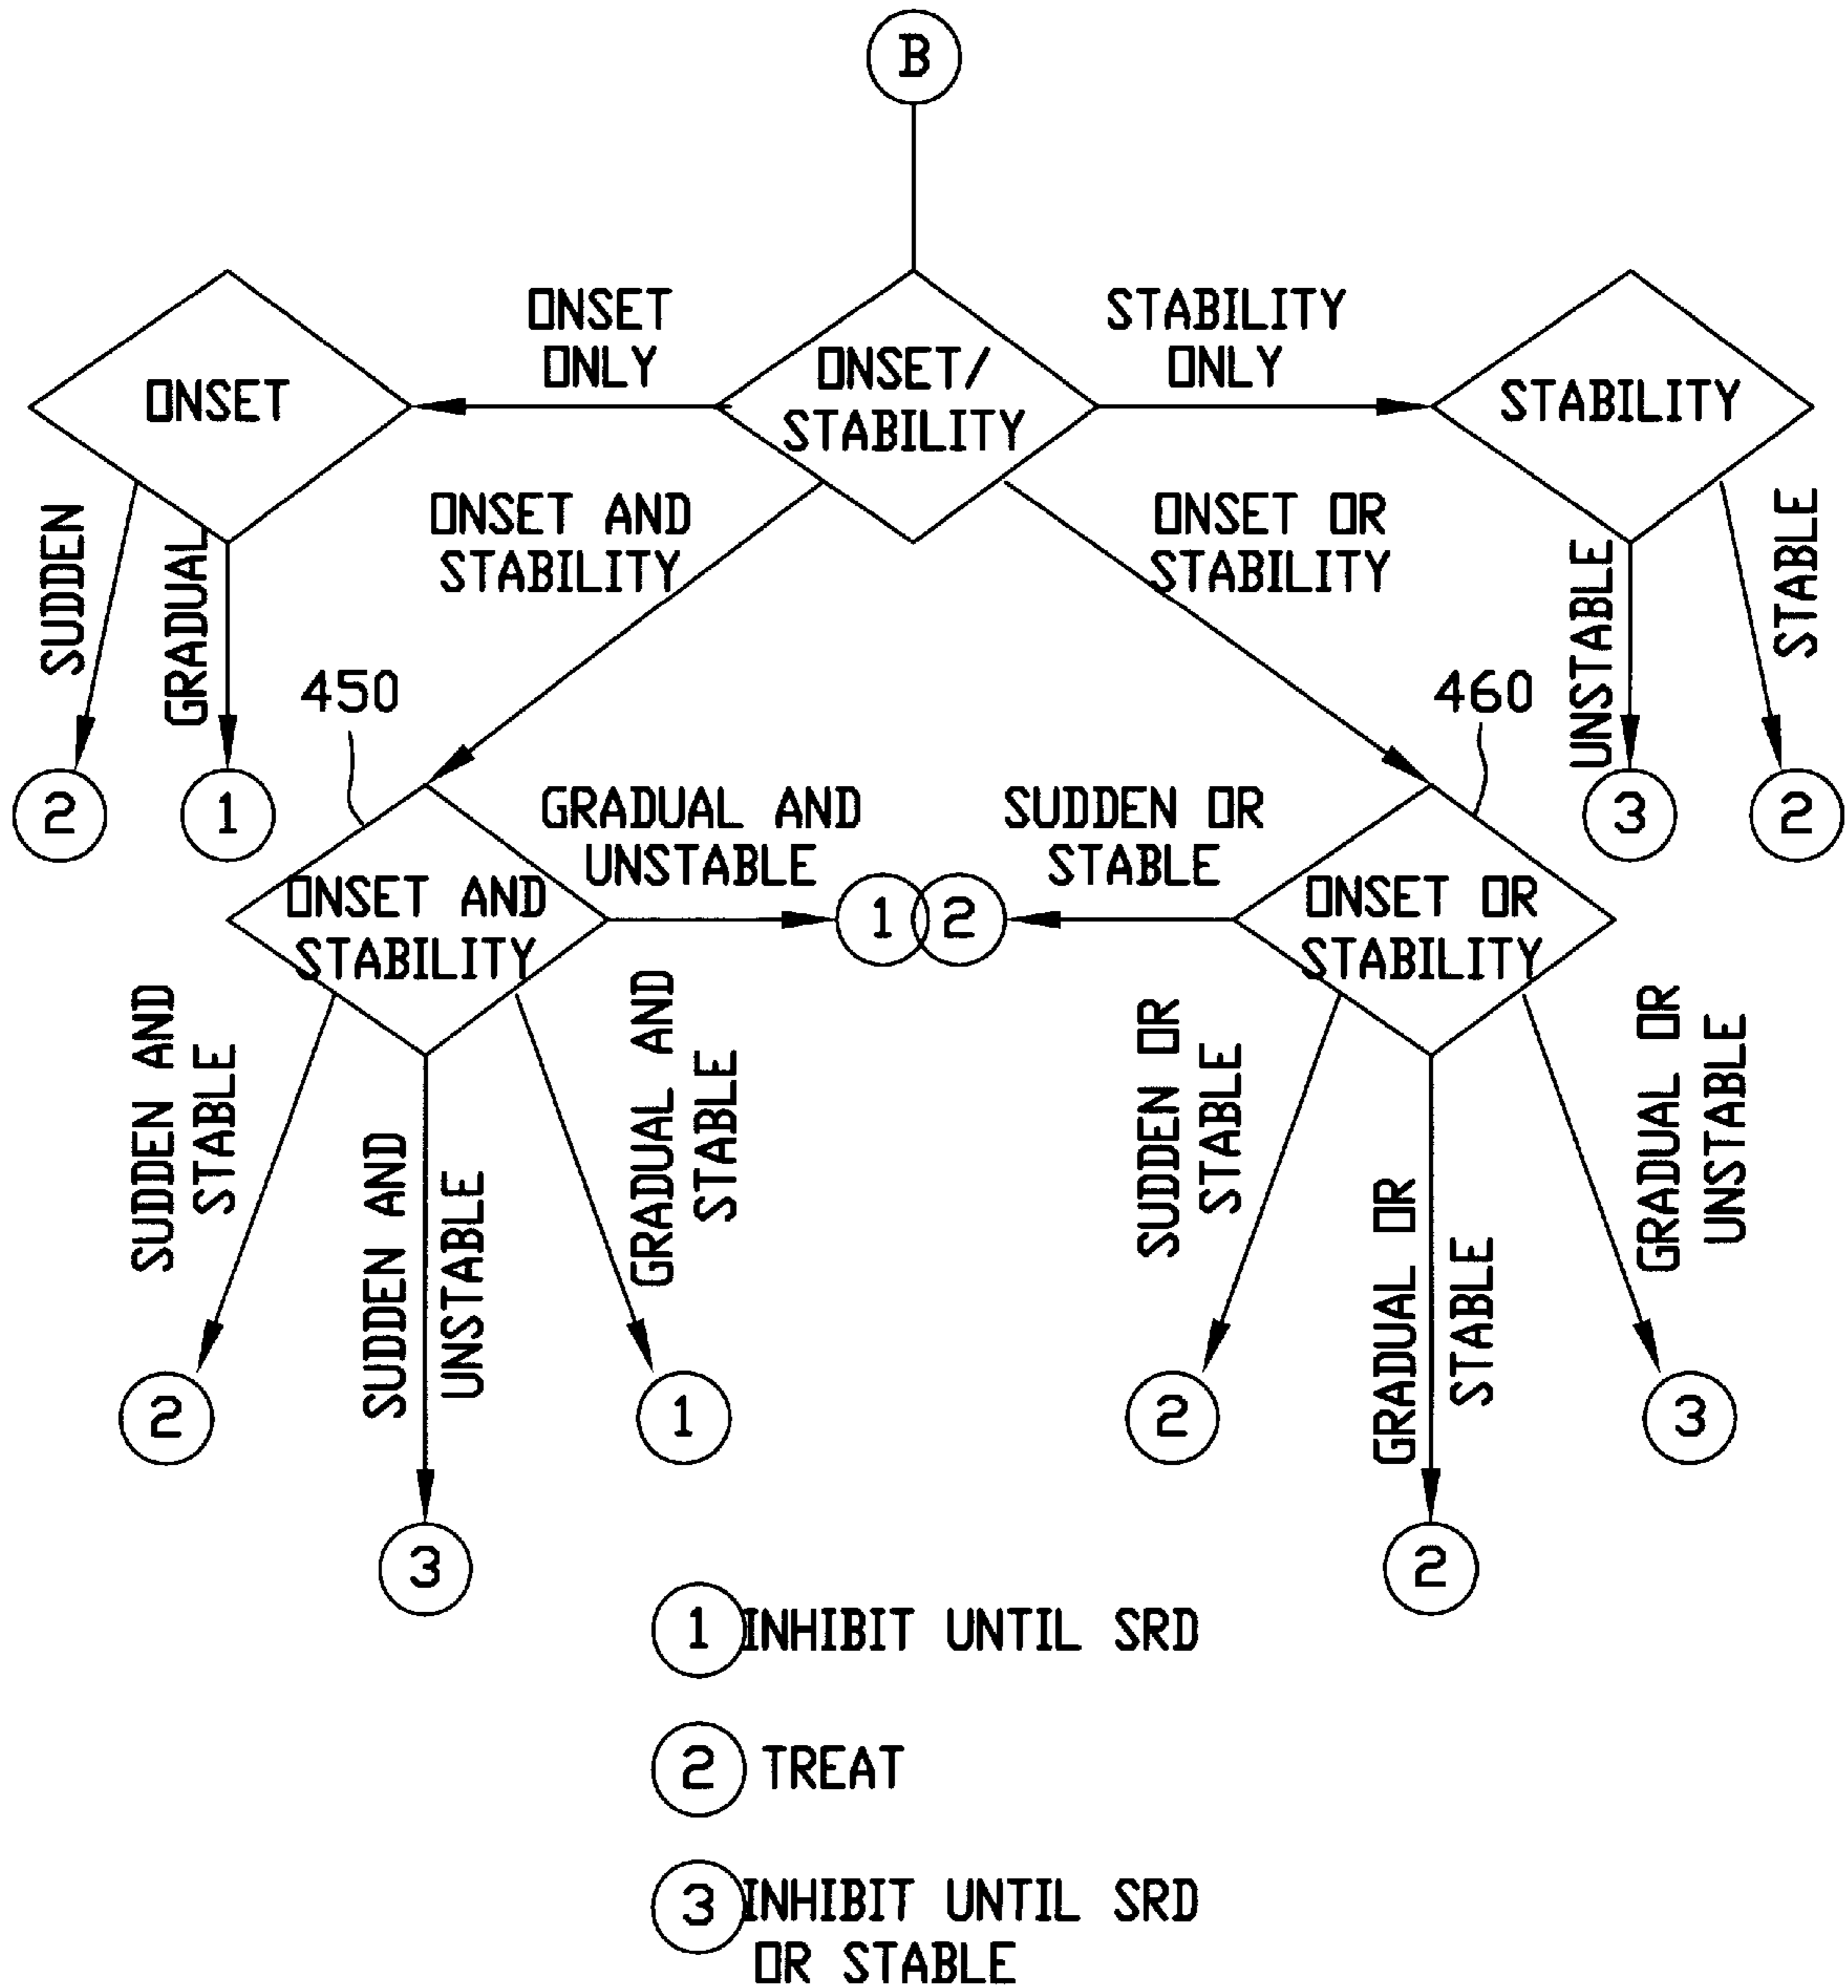 B
ONSET
ONLY
STABILITY
ONLY
ONSET
ONSET/
STABILITY
STABILITY
ONSET AND
STABILITY
ONSET OR
STABILITY
SUDDEN
GRADUAL
UNSTABLE
STABLE
450
460
2
1
3
2
GRADUAL AND
UNSTABLE
SUDDEN OR
STABLE
ONSET AND
STABILITY
1
2
ONSET OR
STABILITY
SUDDEN AND
STABLE
SUDDEN AND
UNSTABLE
GRADUAL AND
STABLE
SUDDEN OR
STABLE
GRADUAL OR
STABLE
GRADUAL OR
UNSTABLE
2
1
2
3
3
2
1 INHIBIT UNTIL SRD
2 TREAT
3 INHIBIT UNTIL SRD
OR STABLE